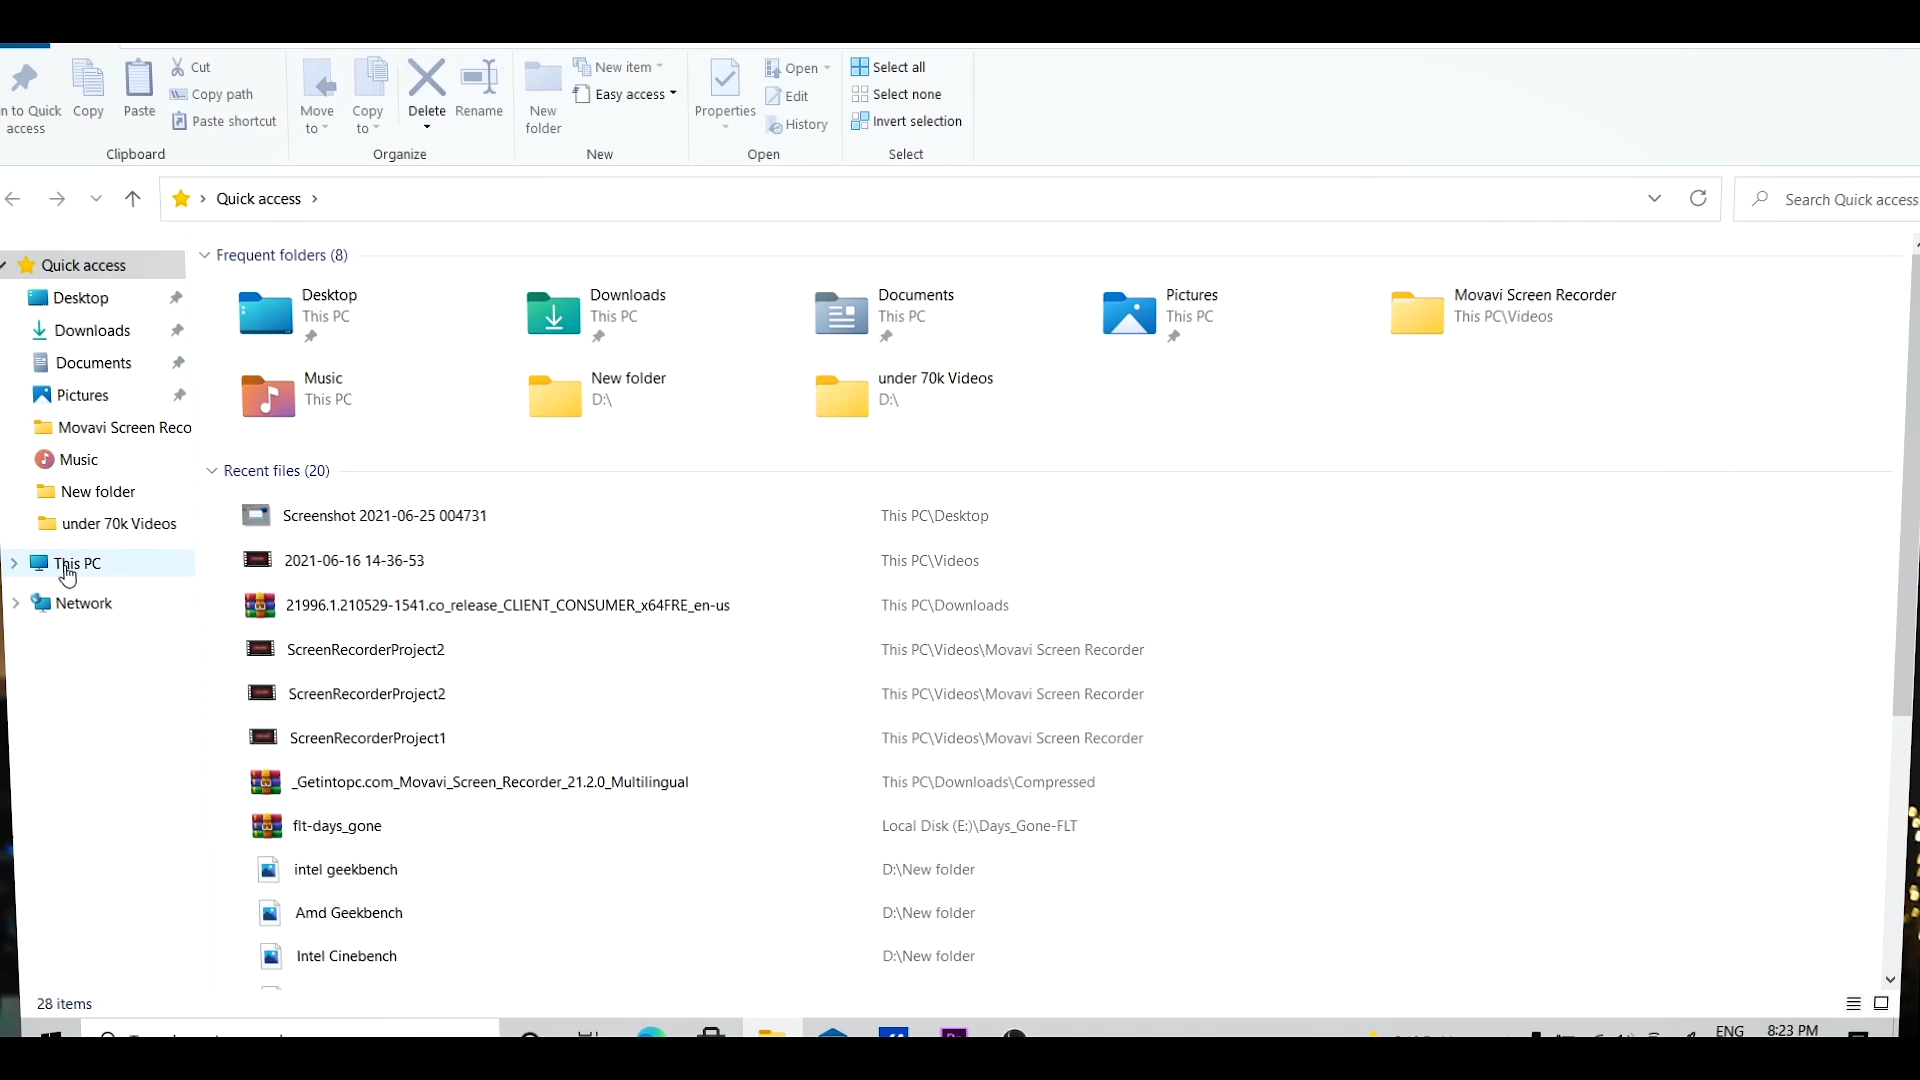 n to Quick access
Copy
Paste
Cut
Copy path
Paste shortcut
Clipboard
Move to
Copy to
Delete
Rename
Organize
New folder
New item
Easy access
New
Properties
Open
Edit
History
Open
Select all
Select none
Invert selection
Select
Quick access
Search Quick access
Quick access
Desktop
Downloads
Documents
Pictures
Movavi Screen Reco
Music
New folder
under 70k Videos
This PC
Network
Frequent folders (8)
Desktop
This PC
Downloads
This PC
Documents
This PC
Pictures
This PC
Movavi Screen Recorder
This PC\Videos
Music
This PC
New folder
D:\
under 70k Videos
D:\
Recent files (20)
Screenshot 2021-06-25 004731 This PC\Desktop
2021-06-16 14-36-53 This PC\Videos
21996.1.210529-1541.co_release_CLIENT_CONSUMER_x64FRE_en-us This PC\Downloads
ScreenRecorderProject2 This PC\Videos\Movavi Screen Recorder
ScreenRecorderProject2 This PC\Videos\Movavi Screen Recorder
ScreenRecorderProject1 This PC\Videos\Movavi Screen Recorder
_Getintopc.com_Movavi_Screen_Recorder_21.2.0_Multilingual This PC\Downloads\Compressed
flt-days_gone Local Disk (E:)\Days_Gone-FLT
intel geekbench D:\New folder
Amd Geekbench D:\New folder
Intel Cinebench D:\New folder
28 items
ENG
8:23 PM